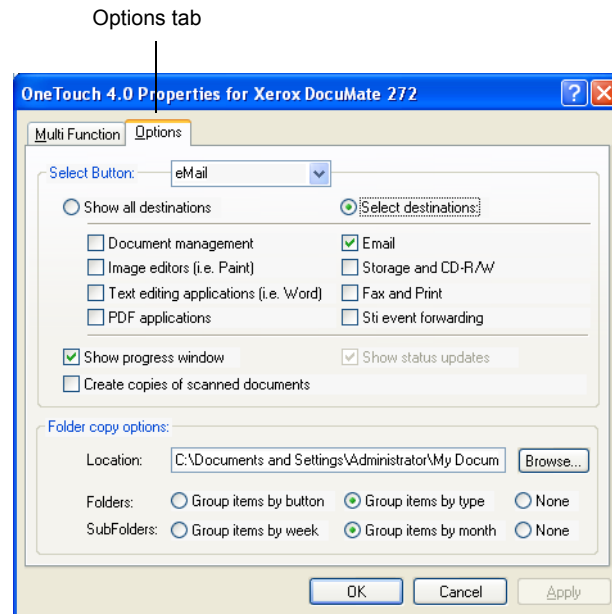 Options tab
OneTouch 4.0 Properties for Xerox DocuMate 272
Multi Function Options
Select Button: eMail
Show all destinations Select destinations:
Document management Email
Image editors (i.e. Paint) Storage and CD-R/W
Text editing applications (i.e. Word) Fax and Print
PDF applications Sti event forwarding
Show progress window Show status updates
Create copies of scanned documents
Folder copy options:
Location: C:\Documents and Settings\Administrator\My Docum Browse...
Folders: Group items by button Group items by type None
SubFolders: Group items by week Group items by month None
OK Cancel Apply